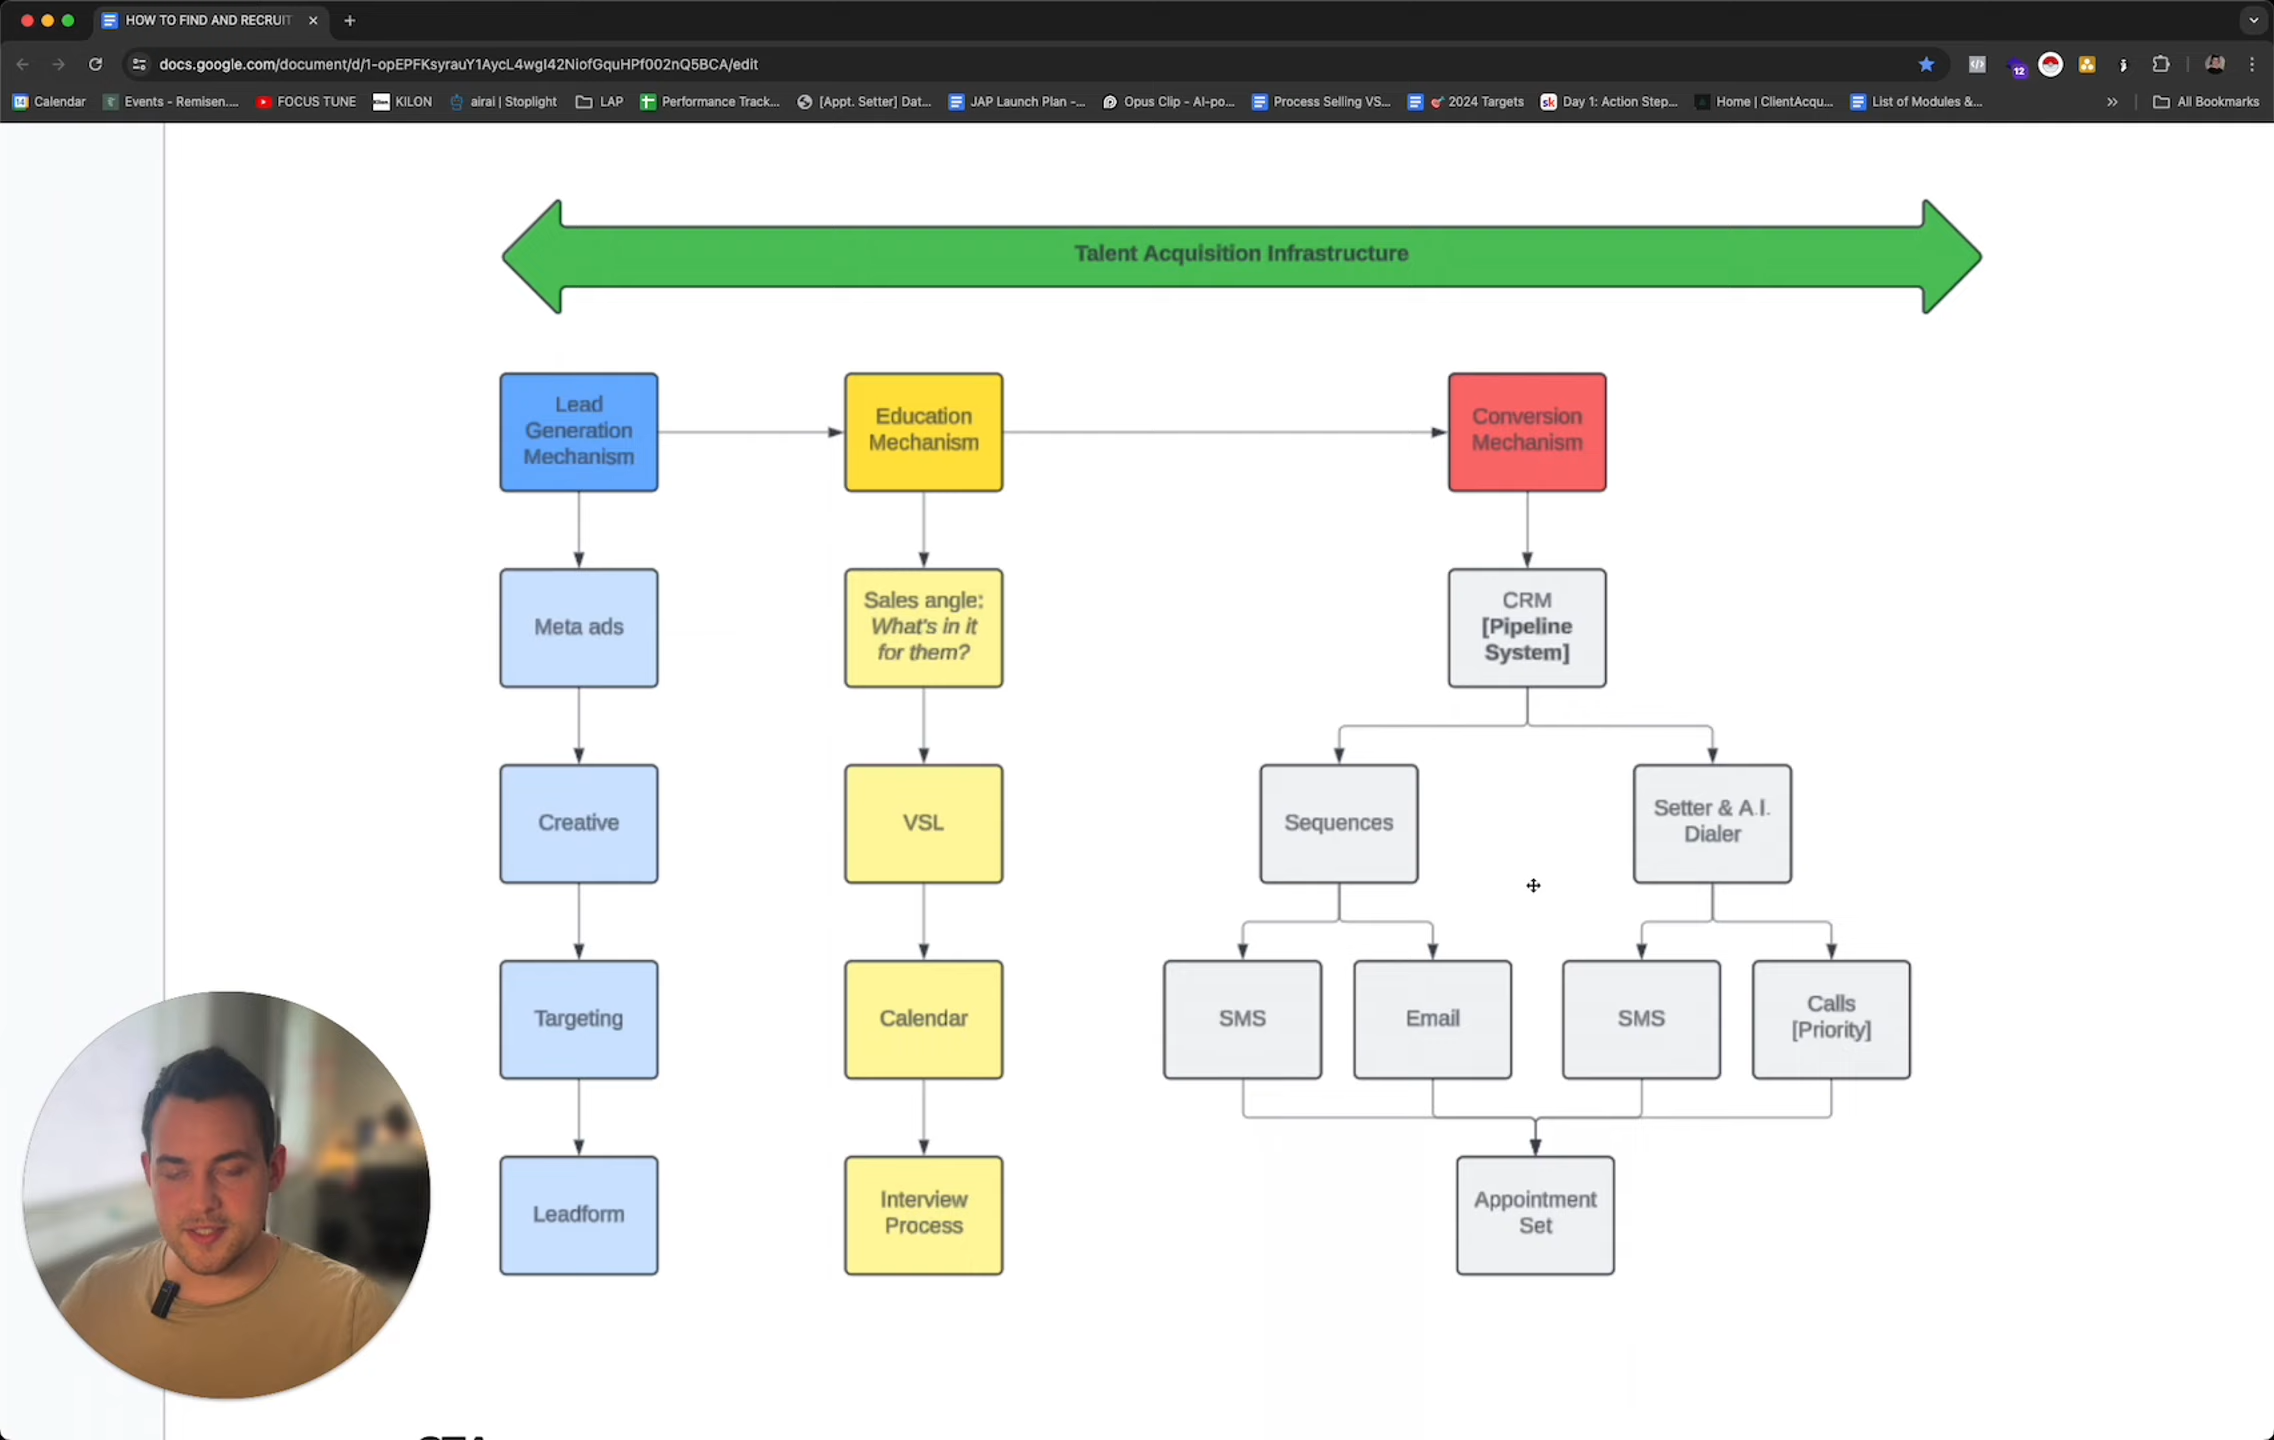 HOW TO FIND AND RECRUIT
docs.google.com/document/d/1-opEPFKsyrauY1AycL4wgI42NiofGquHPf002nQ5BCA/edit
12
Calendar
Events - Remisen....
FOCUS TUNE
KILON
airai | Stoplight
LAP
Performance Track...
[Appt. Setter] Dat...
JAP Launch Plan -...
Opus Clip - AI-po...
Process Selling VS...
2024 Targets
Day 1: Action Step...
Home | ClientAcqu...
List of Modules &...
All Bookmarks
Talent Acquisition Infrastructure
Lead
Generation
Mechanism
Education
Mechanism
Conversion
Mechanism
Meta ads
Sales angle:
What's in it
for them?
CRM
[Pipeline
System]
Creative
VSL
Sequences
Setter & A.I.
Dialer
Targeting
Calendar
SMS
Email
SMS
Calls
[Priority]
Leadform
Interview
Process
Appointment
Set